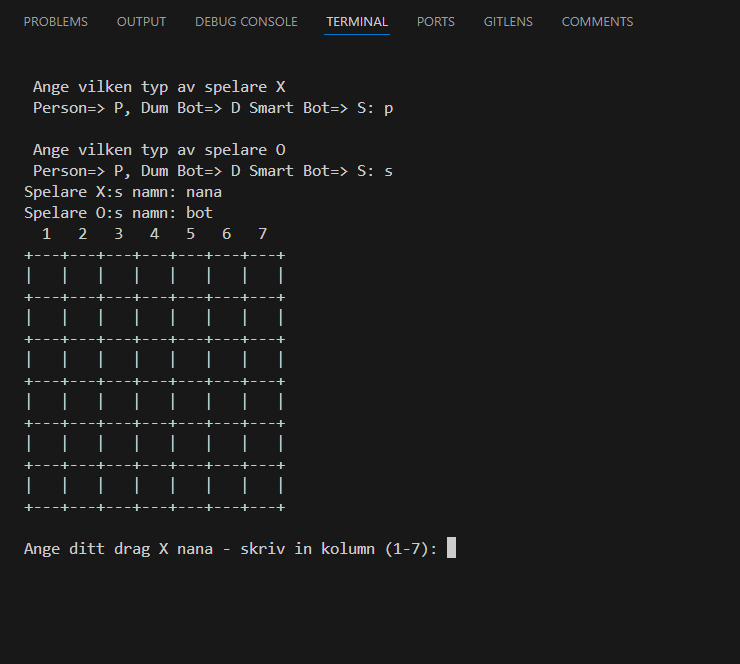 PROBLEMS OUTPUT DEBUG CONSOLE TERMINAL PORTS GITLENS COMMENTS
Ange vilken typ av spelare X
Person=> P, Dum Bot=> D Smart Bot=> S: p
Ange vilken typ av spelare O
Person=> P, Dum Bot=> D Smart Bot=> S: s
Spelare X:s namn: nana
Spelare O:s namn: bot
  1   2   3   4   5   6   7
+---+---+---+---+---+---+---+
|   |   |   |   |   |   |   |
+---+---+---+---+---+---+---+
|   |   |   |   |   |   |   |
+---+---+---+---+---+---+---+
|   |   |   |   |   |   |   |
+---+---+---+---+---+---+---+
|   |   |   |   |   |   |   |
+---+---+---+---+---+---+---+
|   |   |   |   |   |   |   |
+---+---+---+---+---+---+---+
|   |   |   |   |   |   |   |
+---+---+---+---+---+---+---+
Ange ditt drag X nana - skriv in kolumn (1-7):